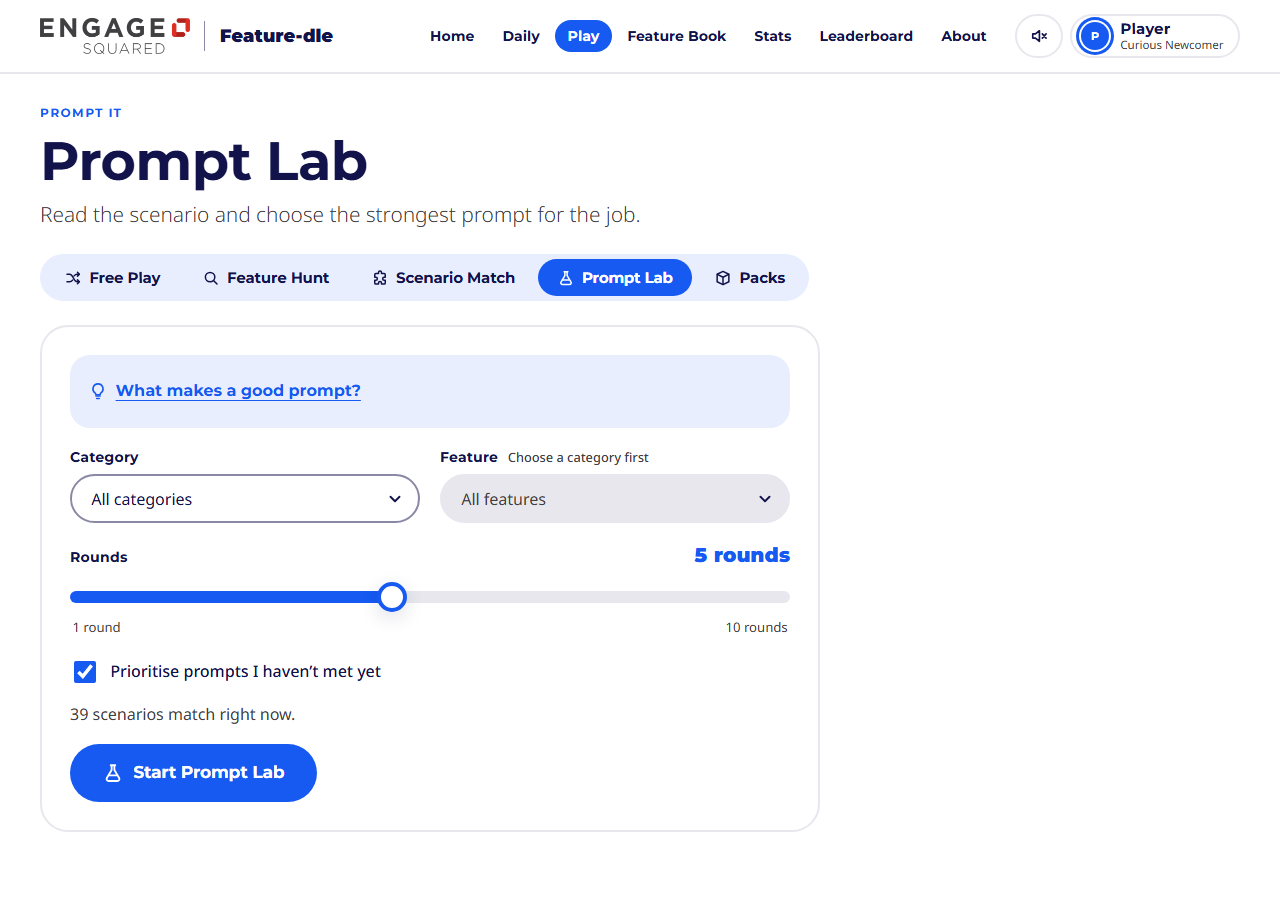 ENGAGE
SQUARED
Feature-dle
Home
Daily
Play
Feature Book
Stats
Leaderboard
About
P
Player
Curious Newcomer
PROMPT IT
Prompt Lab
Read the scenario and choose the strongest prompt for the job.
Free Play
Feature Hunt
Scenario Match
Prompt Lab
Packs
What makes a good prompt?
Category
Feature Choose a category first
All categories
All features
Rounds
5 rounds
1 round
10 rounds
Prioritise prompts I haven’t met yet
39 scenarios match right now.
Start Prompt Lab